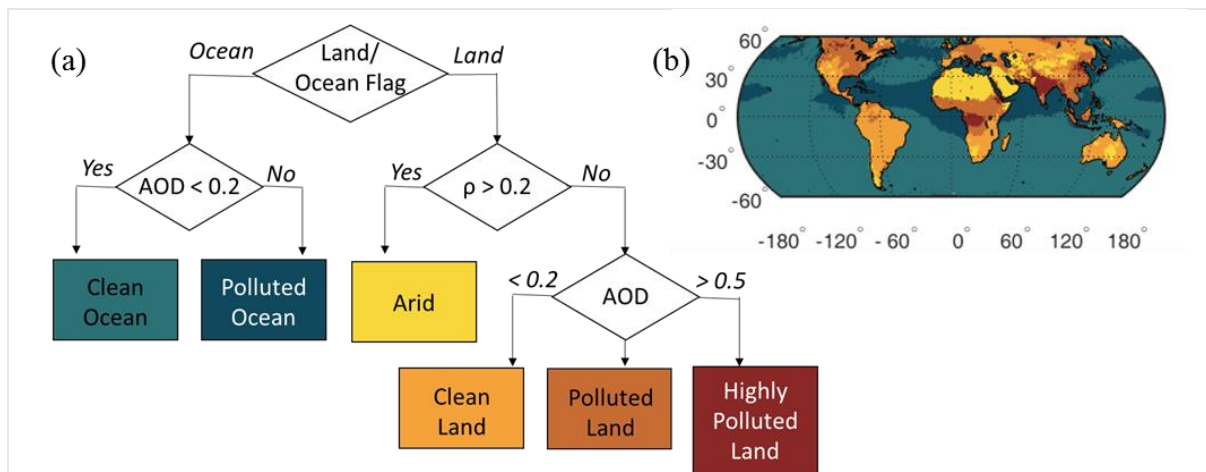 (a)
Ocean
Land/
Ocean Flag
Land
Yes
AOD < 0.2
No
Yes
ρ > 0.2
No
Clean
Ocean
Polluted
Ocean
Arid
< 0.2
AOD
> 0.5
Clean
Land
Polluted
Land
Highly
Polluted
Land
(b)
60°
30°
0°
-30°
-60°
-180° -120° -60° 0° 60° 120° 180°